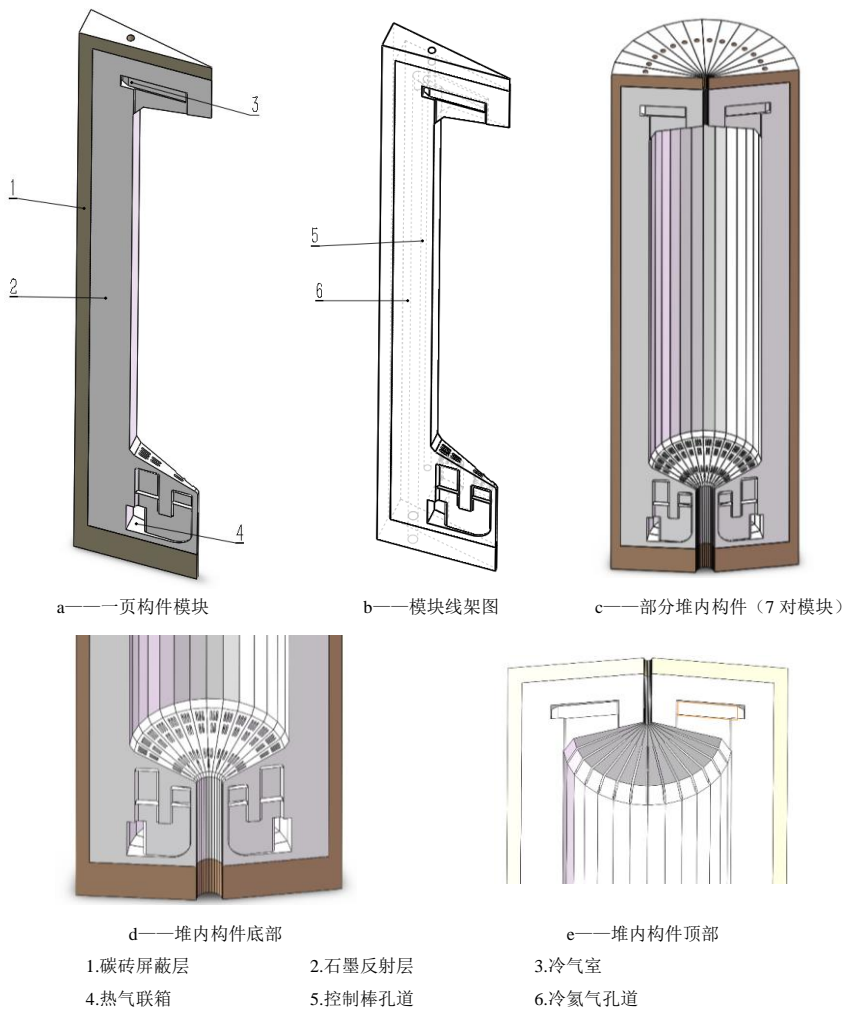 3
1
5
2
6
4
a——一页构件模块 b——模块线架图 c——部分堆内构件（7 对模块）
d——堆内构件底部 e——堆内构件顶部
1.碳砖屏蔽层 2.石墨反射层 3.冷气室
4.热气联箱 5.控制棒孔道 6.冷氦气孔道